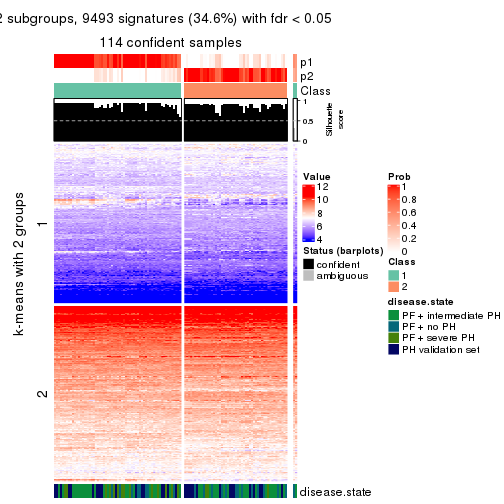 2 subgroups, 9493 signatures (34.6%) with fdr < 0.05
114 confident samples
p1
p2
Class
1
0.5
0
Silhouette
score
k-means with 2 groups
1
2
Value
12
10
8
6
4
Status (barplots)
confident
ambiguous
Prob
1
0.8
0.6
0.4
0.2
0
Class
1
2
disease.state
PF + intermediate PH
PF + no PH
PF + severe PH
PH validation set
disease.state